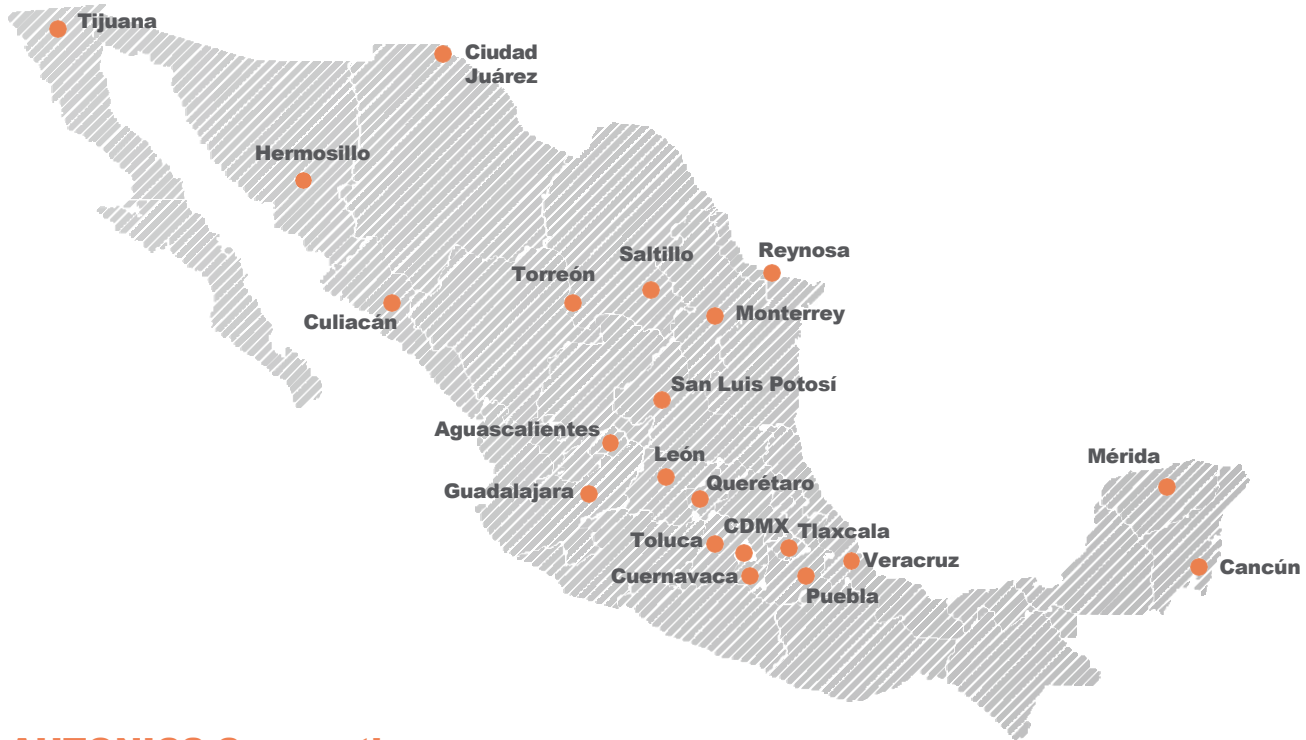 Tijuana
Ciudad
Juárez
Hermosillo
Saltillo
Reynosa
Torreón
Monterrey
Culiacán
San Luis Potosí
Aguascalientes
León
Mérida
Guadalajara
Querétaro
CDMX
Tlaxcala
Toluca
Veracruz
Cancún
Cuernavaca
Puebla